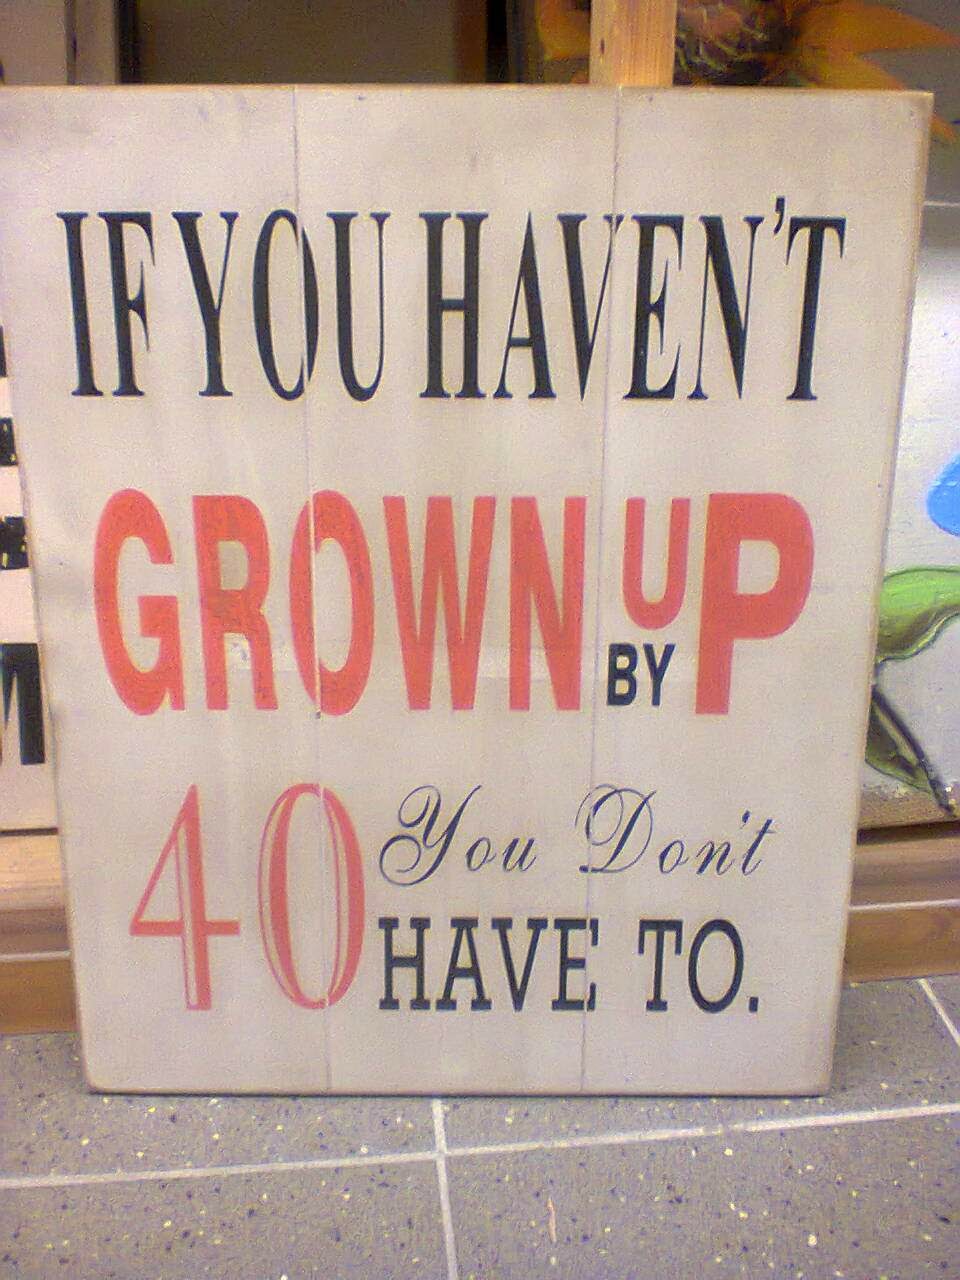 IF YOU HAVEN'T
GROWN UP
BY
40 You Don't
HAVE TO.